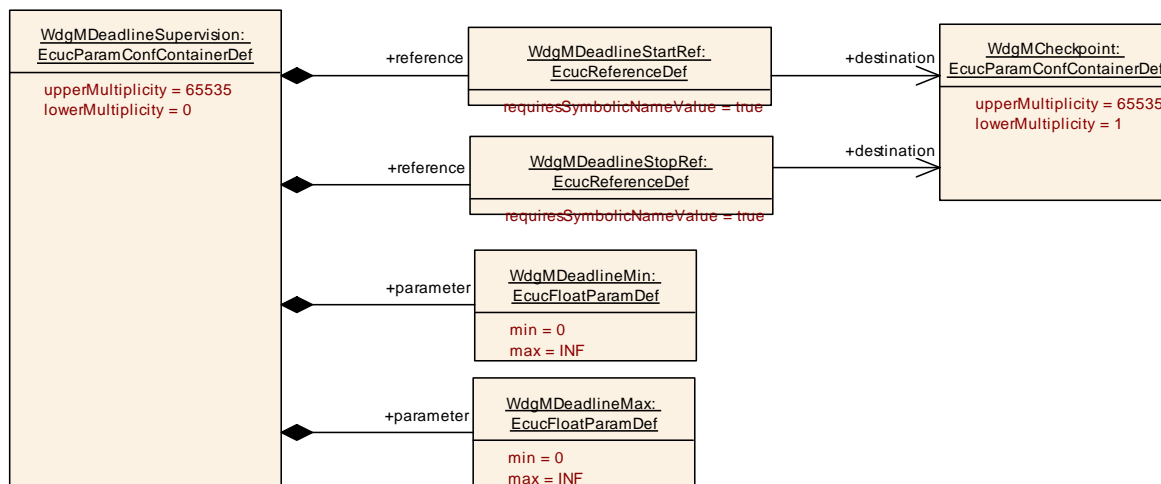 WdgMDeadlineSupervision:
EcucParamConfContainerDef
upperMultiplicity = 65535
lowerMultiplicity = 0
+reference
WdgMDeadlineStartRef:
EcucReferenceDef
requiresSymbolicNameValue = true
+destination
WdgMCheckpoint:
EcucParamConfContainerDef
upperMultiplicity = 65535
lowerMultiplicity = 1
+reference
WdgMDeadlineStopRef:
EcucReferenceDef
requiresSymbolicNameValue = true
+destination
+parameter
WdgMDeadlineMin:
EcucFloatParamDef
min = 0
max = INF
+parameter
WdgMDeadlineMax:
EcucFloatParamDef
min = 0
max = INF